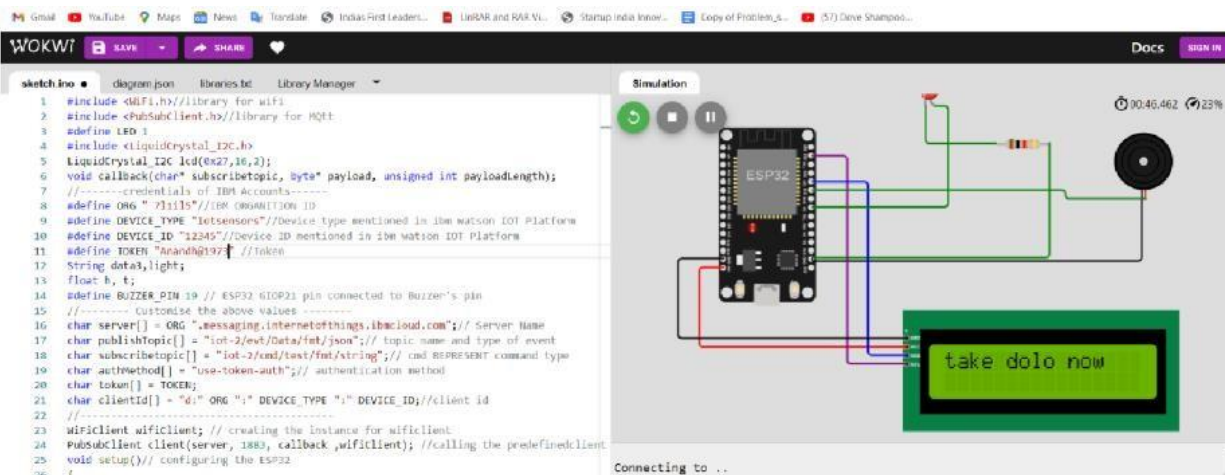 Gmail YouTube Maps News Translate Indias First Leaders... LinRAR and RAR Vi... Startup India Innov... Copy of Problem_s... (57) Dove Shampoo...
WOKWI SAVE SHARE Docs SIGN IN
sketch.ino diagram.json libraries.txt Library Manager
1 #include <WiFi.h>//library for wifi
2 #include <PubSubClient.h>//library for MQtt
3 #define LED 1
4 #include <LiquidCrystal_I2C.h>
5 LiquidCrystal_I2C lcd(0x27,16,2);
6 void callback(char* subscribetopic, byte* payload, unsigned int payloadLength);
7 //-------credentials of IBM Accounts------
8 #define ORG " 7liil5"//IBM ORGANITION ID
9 #define DEVICE_TYPE "Iotsensors"//Device type mentioned in ibm watson IOT Platform
10 #define DEVICE_ID "12345"//Device ID mentioned in ibm watson IOT Platform
11 #define TOKEN "Anandh@1973" //Token
12 String data3,light;
13 float h, t;
14 #define BUZZER_PIN 19 // ESP32 GIOP21 pin connected to Buzzer's pin
15 //-------- Customise the above values --------
16 char server[] = ORG ".messaging.internetofthings.ibmcloud.com";// Server Name
17 char publishTopic[] = "iot-2/evt/Data/fmt/json";// topic name and type of event
18 char subscribetopic[] = "iot-2/cmd/test/fmt/string";// cmd REPRESENT command type
19 char authMethod[] = "use-token-auth";// authentication method
20 char token[] = TOKEN;
21 char clientId[] = "d:" ORG ":" DEVICE_TYPE ":" DEVICE_ID;//client id
22 //-----------------------------------------
23 WiFiClient wifiClient; // creating the instance for wificlient
24 PubSubClient client(server, 1883, callback ,wifiClient); //calling the predefinedclient
25 void setup()// configuring the ESP32
26 {
Simulation
00:46.462 23%
ESP32
take dolo now
Connecting to ..